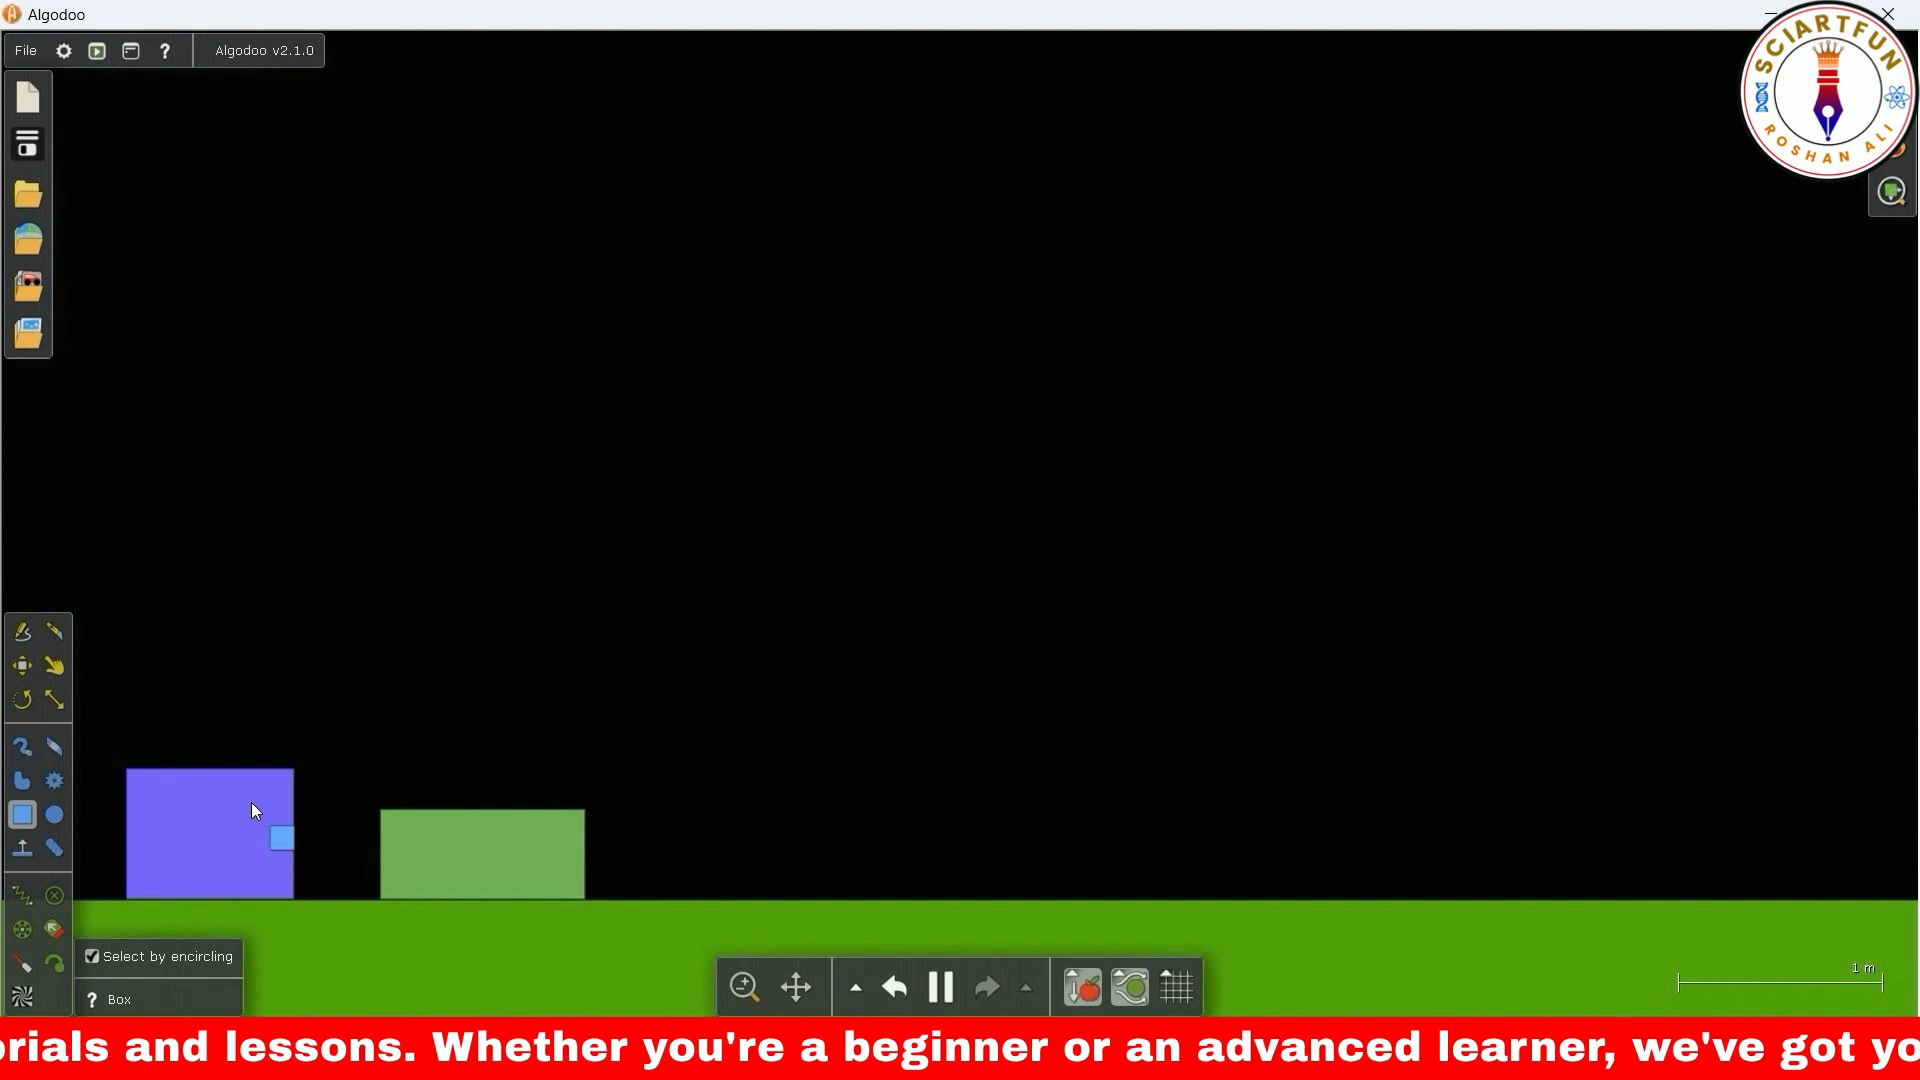 Algodoo
File
Algodoo v2.1.0
SCIARTFUN
ROSHAN ALI
Select by encircling
? Box
1 m
orials and lessons. Whether you're a beginner or an advanced learner, we've got yo